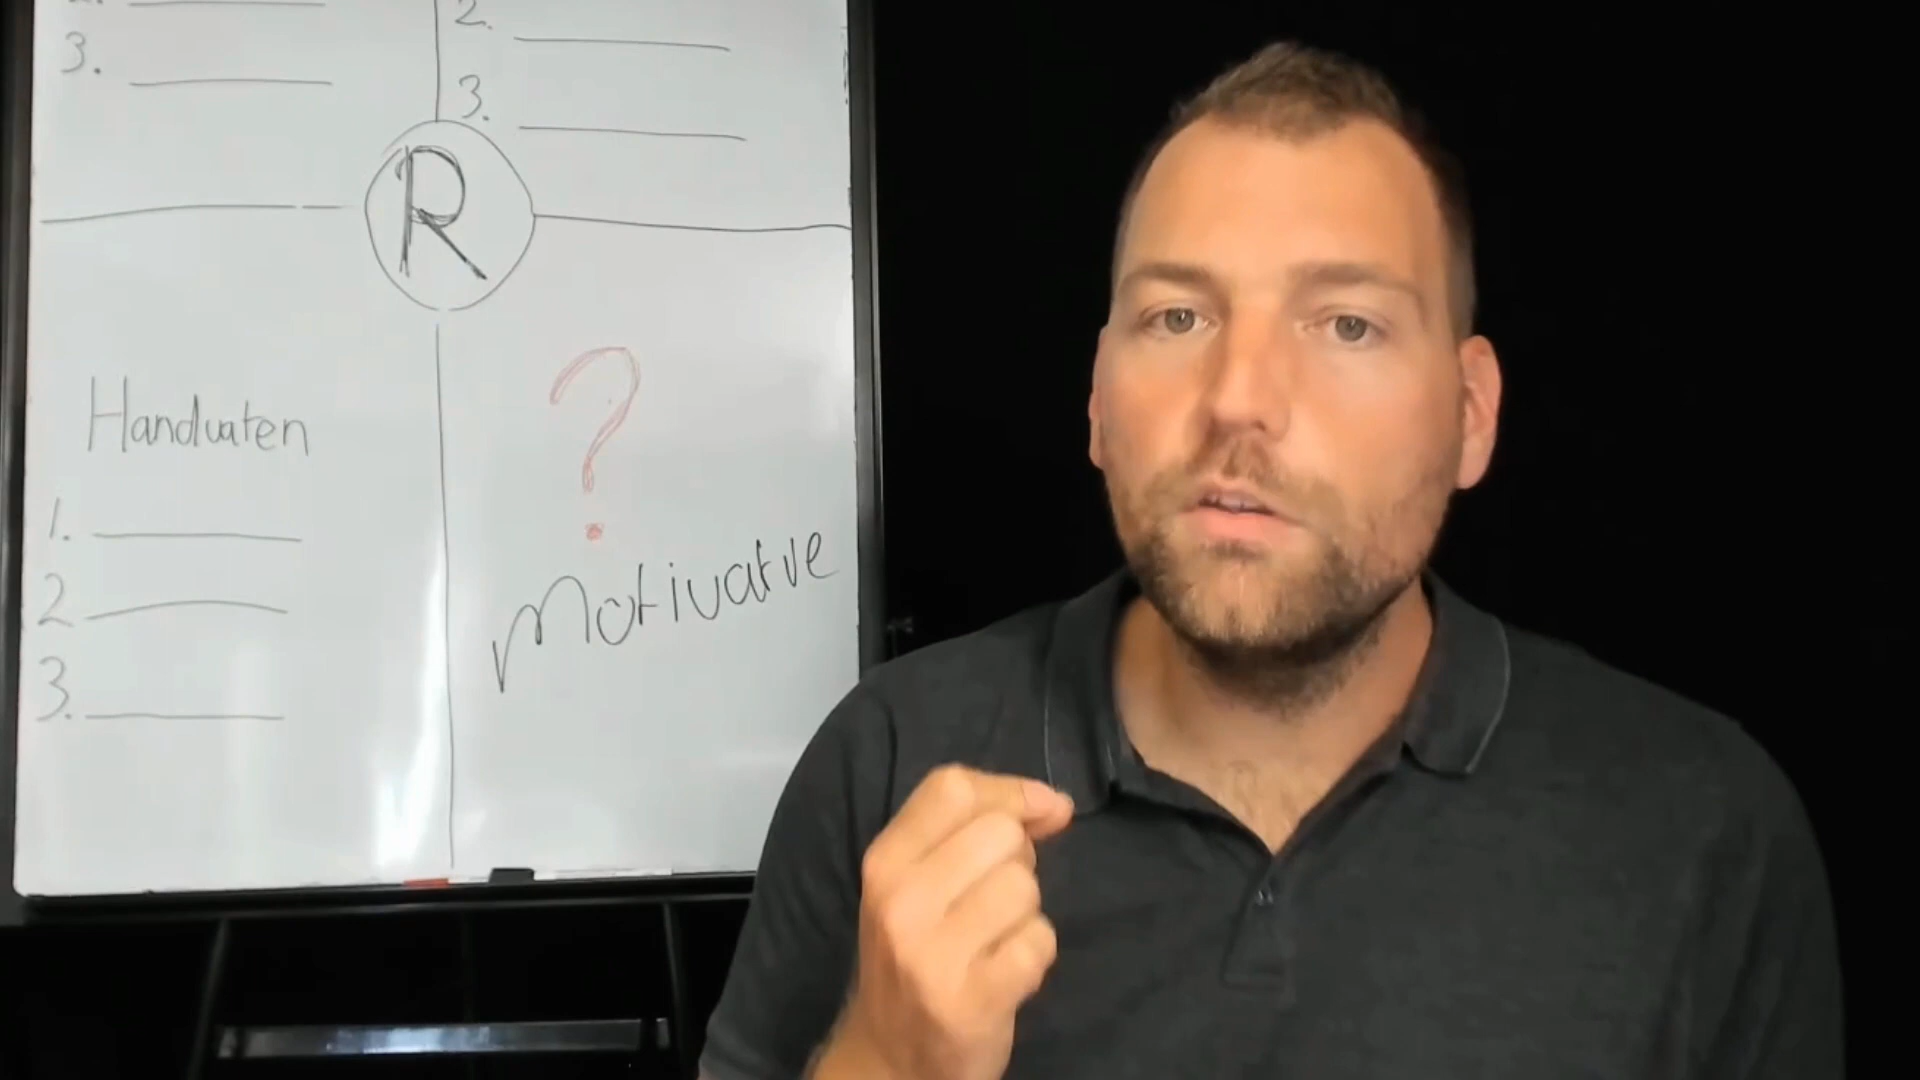 3.
2.
3.
R
Handvaten
1.
2
3.
?
Motivatie